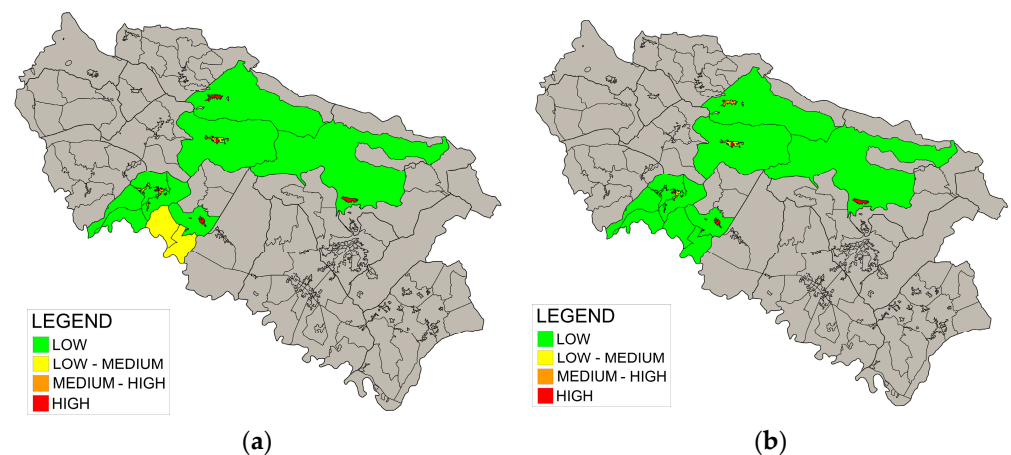 LEGEND
LOW
LOW - MEDIUM
MEDIUM - HIGH
HIGH
(a)
LEGEND
LOW
LOW - MEDIUM
MEDIUM - HIGH
HIGH
(b)